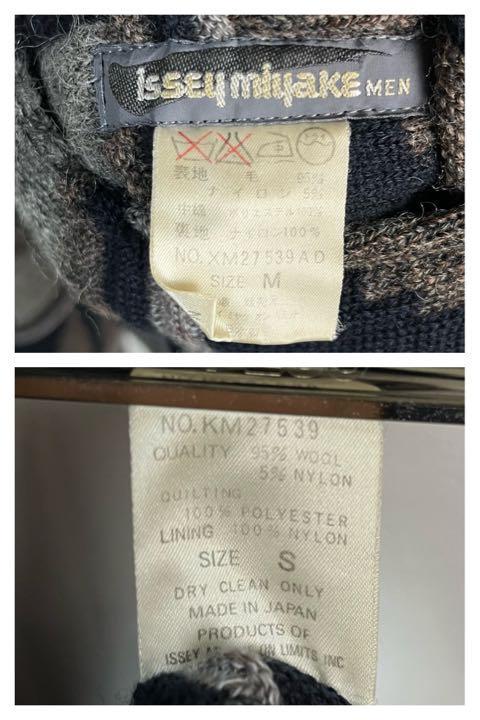 ISSEY MIYAKE MEN
表地 毛 95%
ナイロン 5%
中綿 ポリエステル100%
裏地 ナイロン100%
NO. XM27539AD
SIZE M
NO. KM27539
QUALITY 95% WOOL
5% NYLON
QUILTING
100% POLYESTER
LINING 100% NYLON
SIZE S
DRY CLEAN ONLY
MADE IN JAPAN
PRODUCTS OF
ISSEY ON LIMITS INC